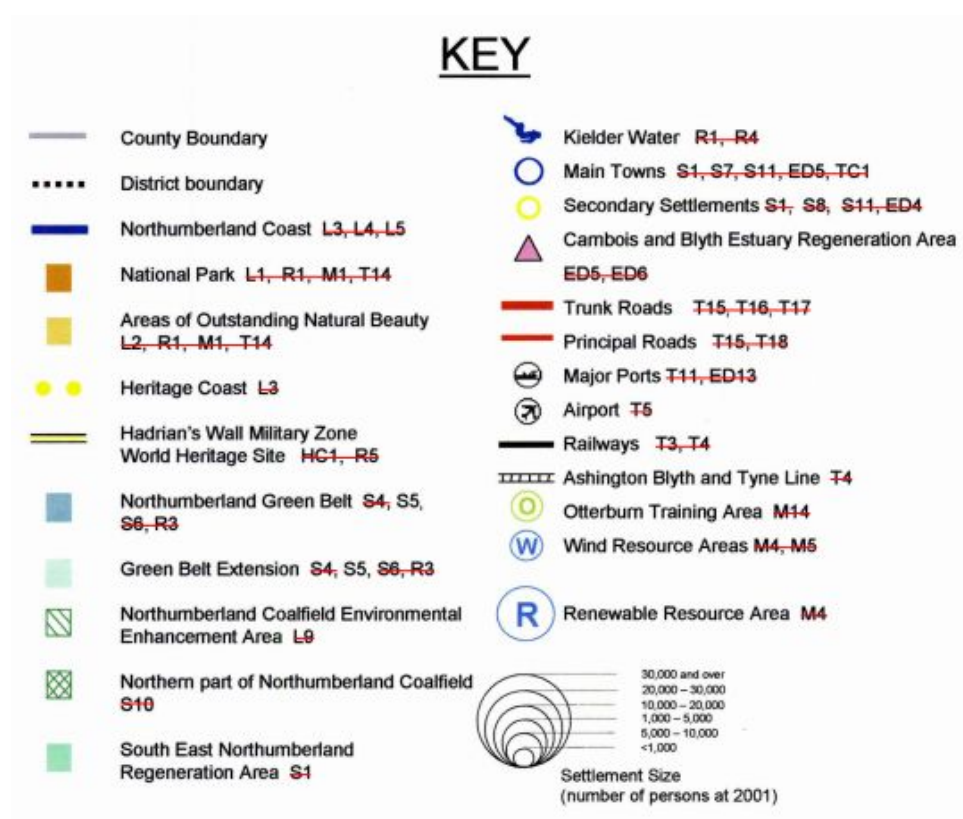 KEY
County Boundary
District boundary
Northumberland Coast L3, L4, L5
National Park L1, R1, M1, T14
Areas of Outstanding Natural Beauty
L2, R1, M1, T14
Heritage Coast L3
Hadrian's Wall Military Zone
World Heritage Site HC1, R5
Northumberland Green Belt S4, S5,
S6, R3
Green Belt Extension S4, S5, S6, R3
Northumberland Coalfield Environmental
Enhancement Area L9
Northern part of Northumberland Coalfield
S10
South East Northumberland
Regeneration Area S1
Kielder Water R1, R4
Main Towns S1, S7, S11, ED5, TC1
Secondary Settlements S1, S8, S11, ED4
Cambois and Blyth Estuary Regeneration Area
ED5, ED6
Trunk Roads T15, T16, T17
Principal Roads T15, T18
Major Ports T11, ED13
Airport T5
Railways T3, T4
Ashington Blyth and Tyne Line T4
O Otterburn Training Area M14
W Wind Resource Areas M4, M5
R Renewable Resource Area M4
30,000 and over
20,000 – 30,000
10,000 – 20,000
1,000 – 5,000
5,000 – 10,000
<1,000
Settlement Size
(number of persons at 2001)